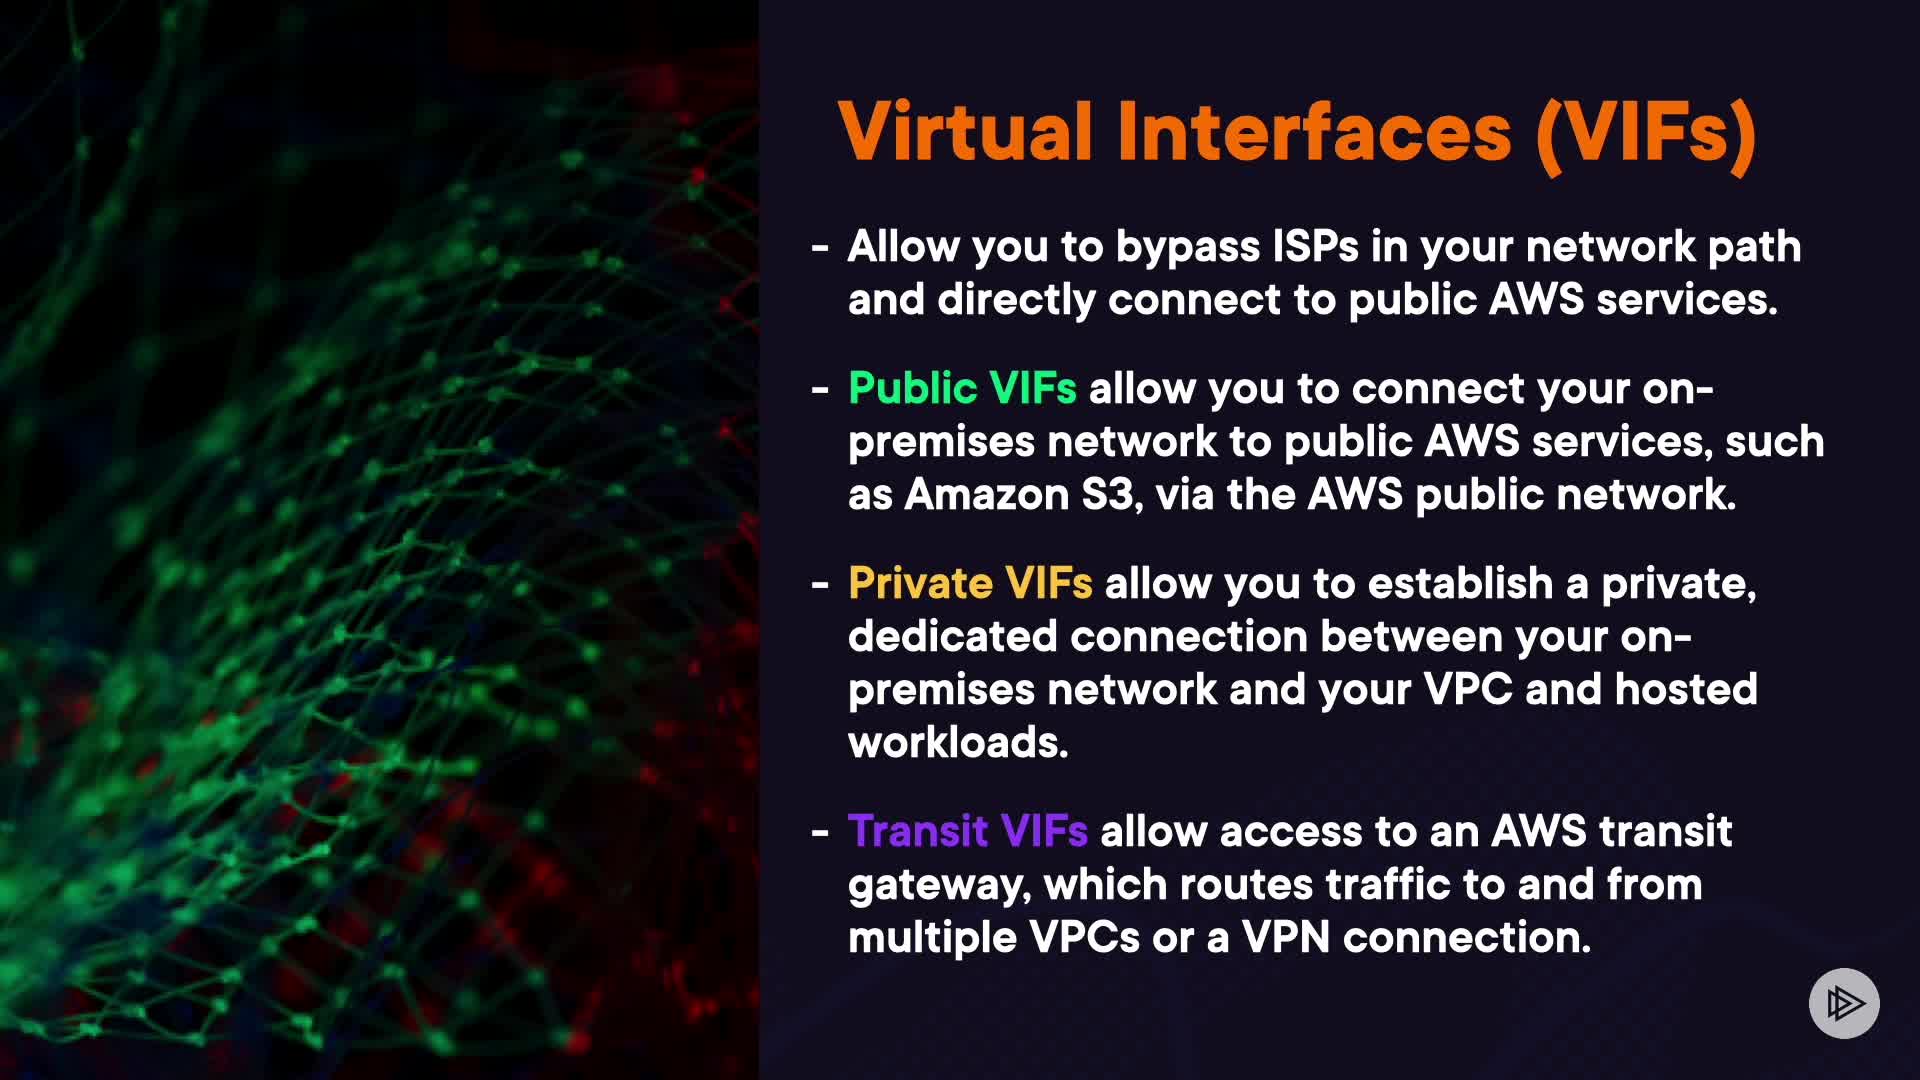 Virtual Interfaces (VIFs)
- Allow you to bypass ISPs in your network path
and directly connect to public AWS services.
- Public VIFs allow you to connect your on-
premises network to public AWS services, such
as Amazon S3, via the AWS public network.
- Private VIFs allow you to establish a private,
dedicated connection between your on-
premises network and your VPC and hosted
workloads.
- Transit VIFs allow access to an AWS transit
gateway, which routes traffic to and from
multiple VPCs or a VPN connection.